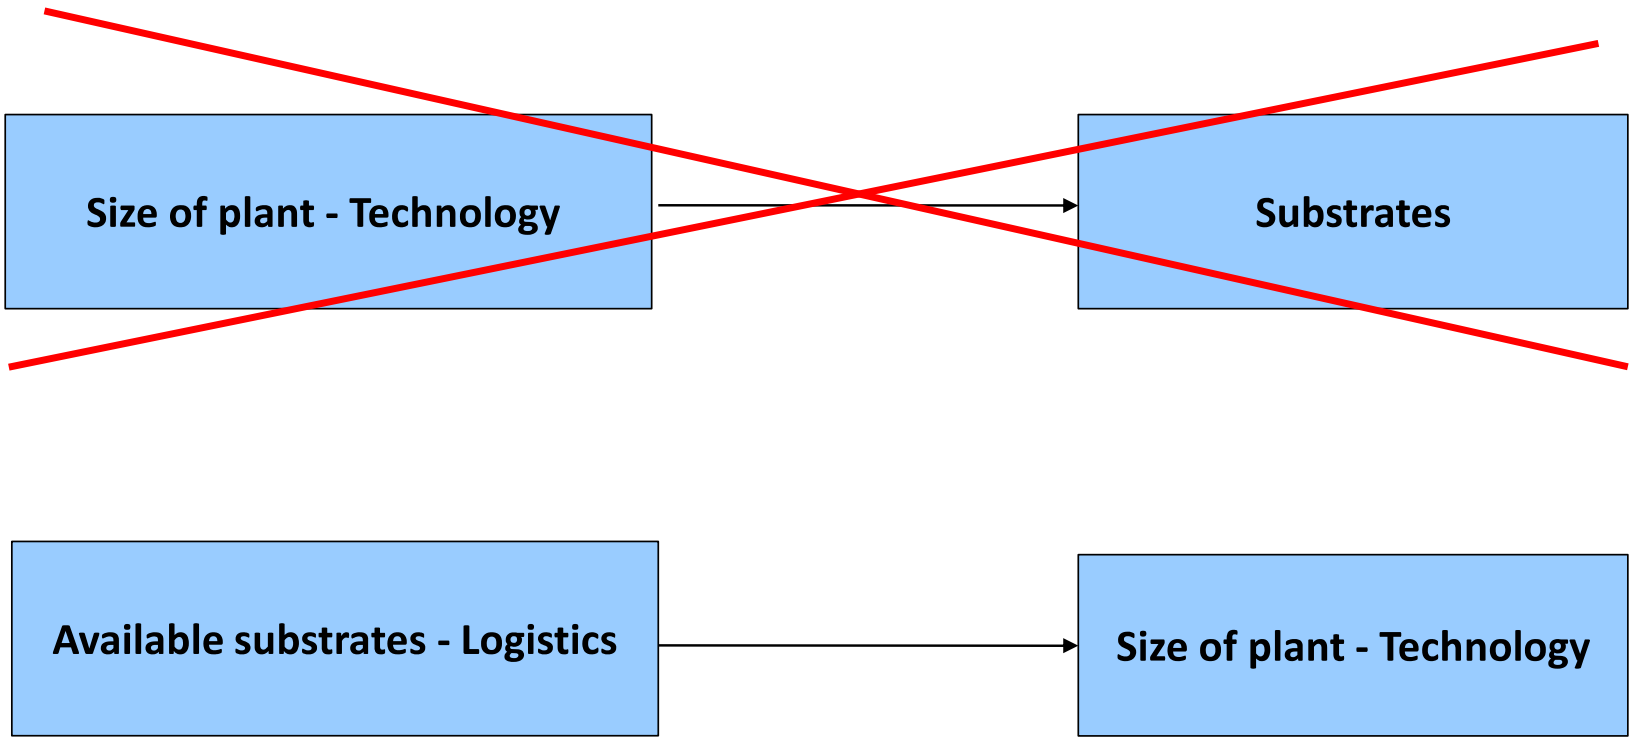 Size of plant - Technology
Substrates
Available substrates - Logistics
Size of plant - Technology